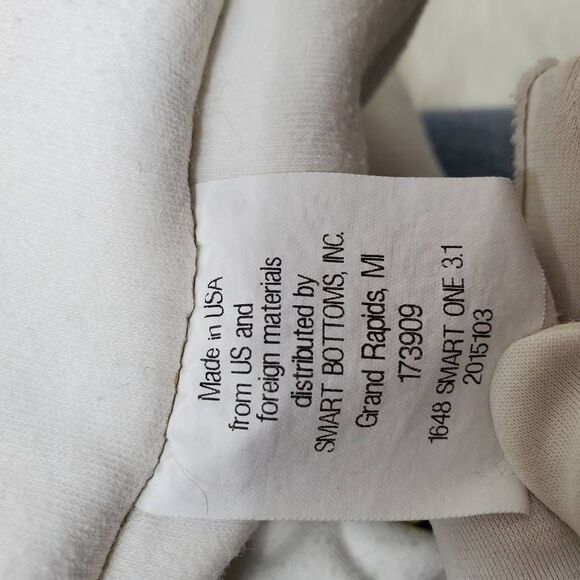 Made in USA
from US and
foreign materials
distributed by
SMART BOTTOMS, INC.
Grand Rapids, MI
173909
1648 SMART ONE 3.1
2015103